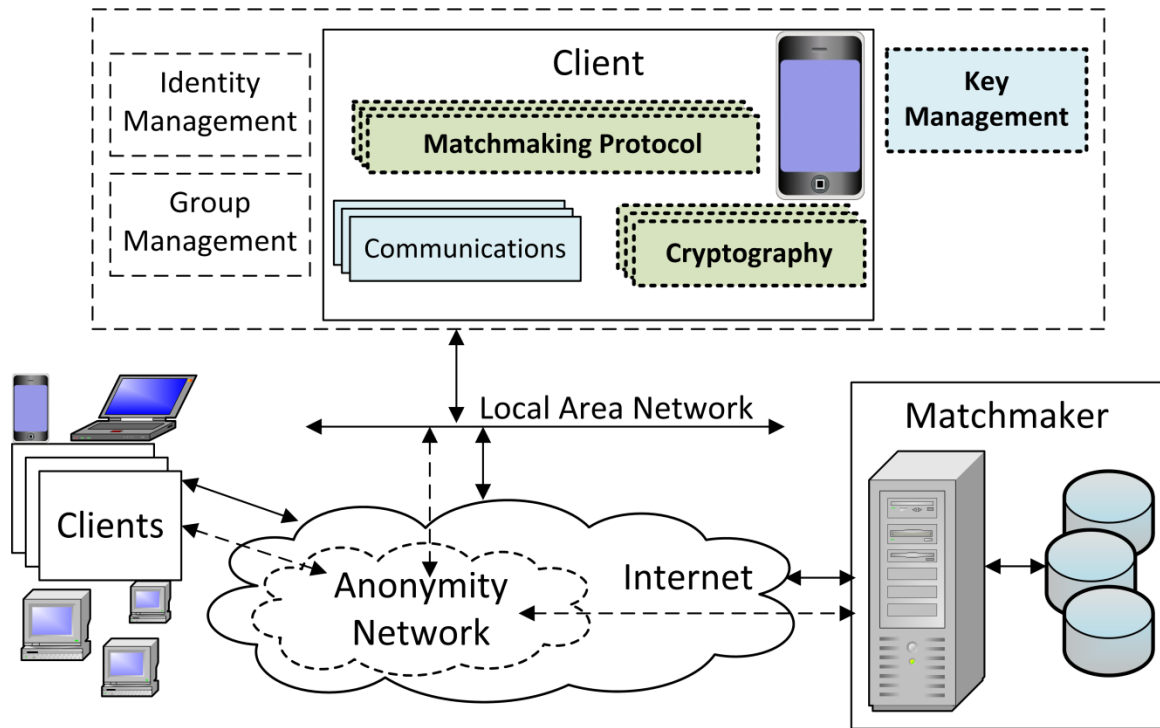 Identity
Management
Client
Key
Management
Matchmaking Protocol
Group
Management
Communications
Cryptography
Local Area Network
Matchmaker
Clients
Anonymity
Network
Internet